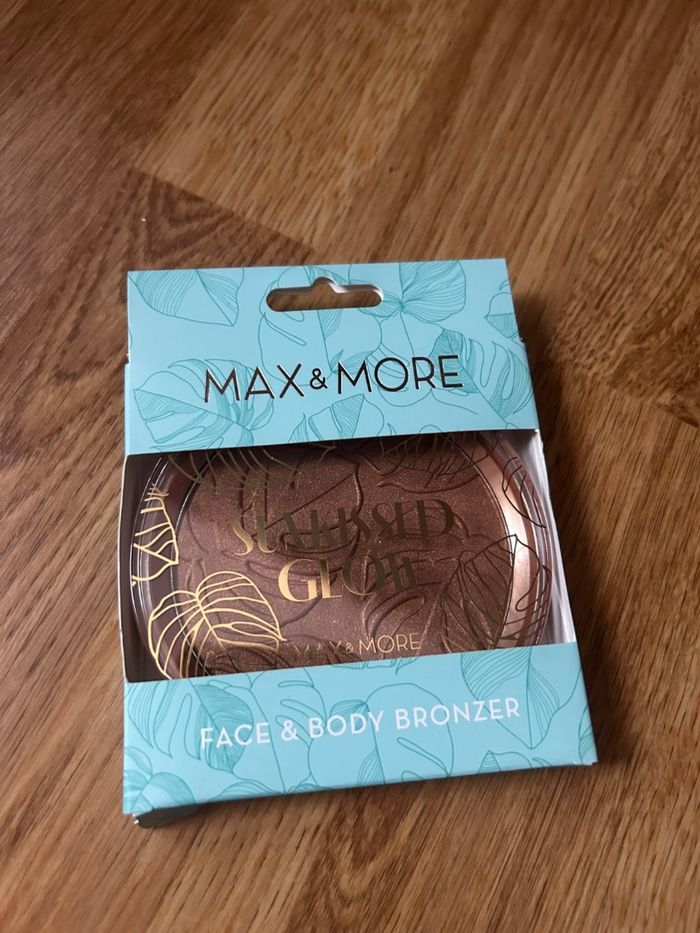 MAX & MORE
SUNKISSED
GLOW
MAX & MORE
FACE & BODY BRONZER